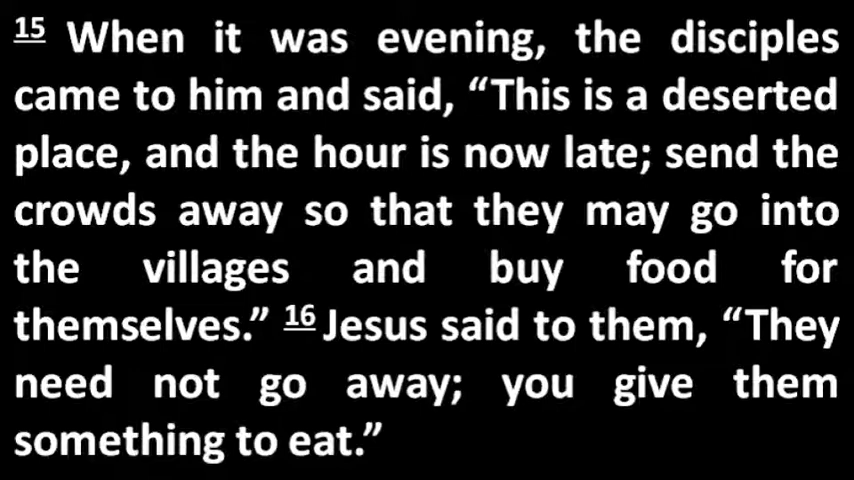 15 When it was evening, the disciples
came to him and said, “This is a deserted
place, and the hour is now late; send the
crowds away so that they may go into
the villages and buy food for
themselves.” 16 Jesus said to them, “They
need not go away; you give them
something to eat.”